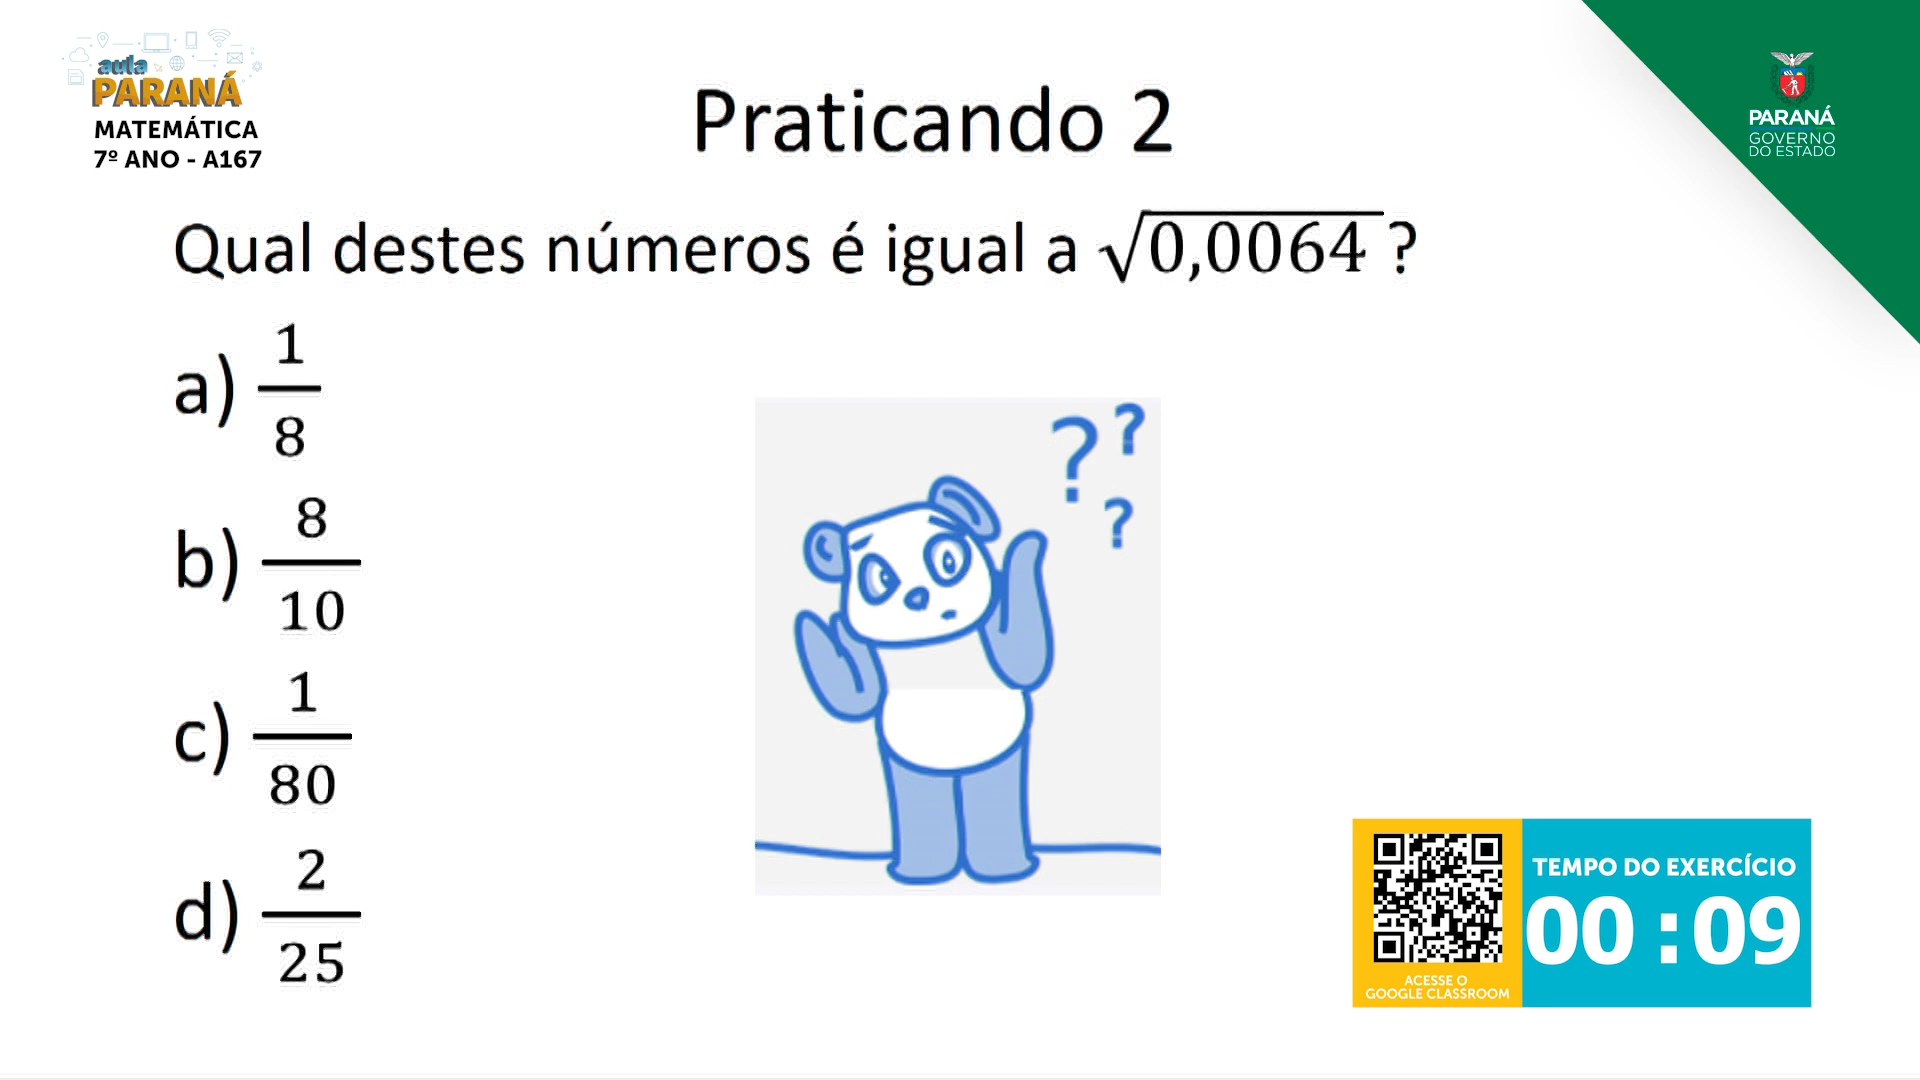 aula
PARANÁ
MATEMÁTICA
7º ANO - A167
Praticando 2
PARANÁ
GOVERNO
DO ESTADO
Qual destes números é igual a √0,0064 ?
a) 1/8
b) 8/10
c) 1/80
d) 2/25
? ?
?
TEMPO DO EXERCÍCIO
00 : 09
ACESSE O
GOOGLE CLASSROOM